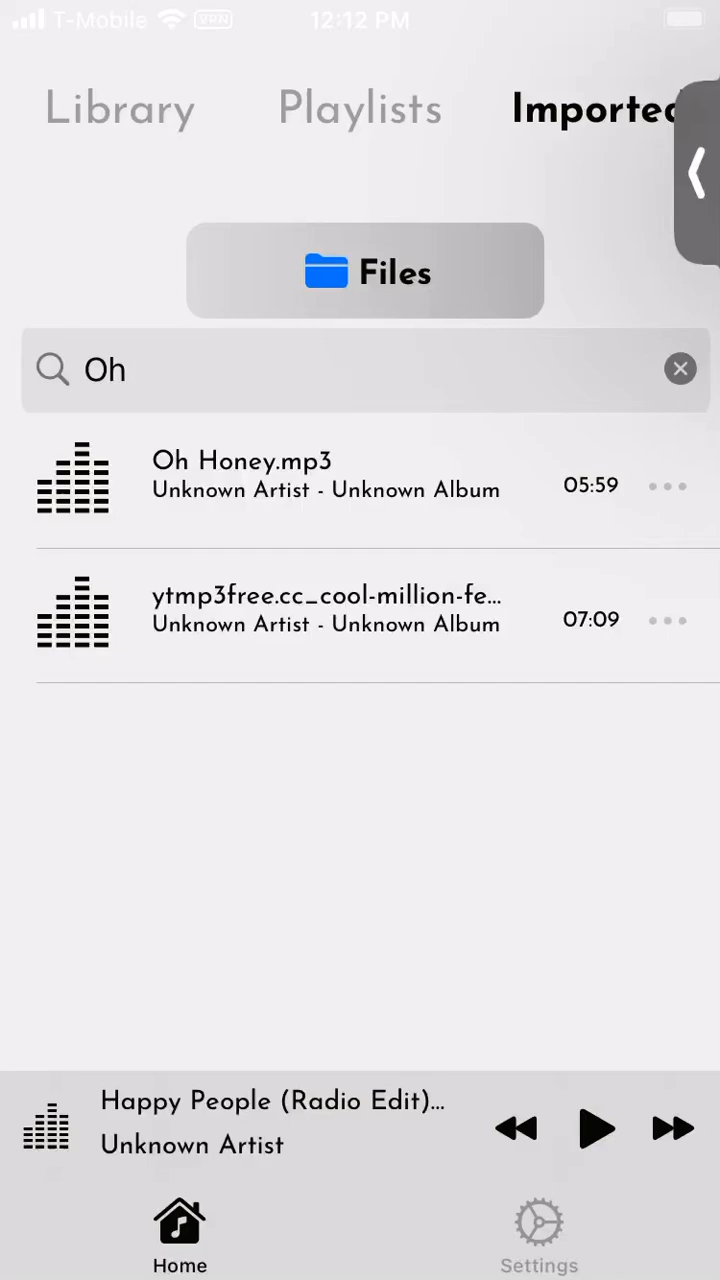 T-Mobile VPN 12:12 PM
Library Playlists Imported
Files
Oh
Oh Honey.mp3
Unknown Artist - Unknown Album
05:59
ytmp3free.cc_cool-million-fe...
Unknown Artist - Unknown Album
07:09
Happy People (Radio Edit)...
Unknown Artist
Home Settings